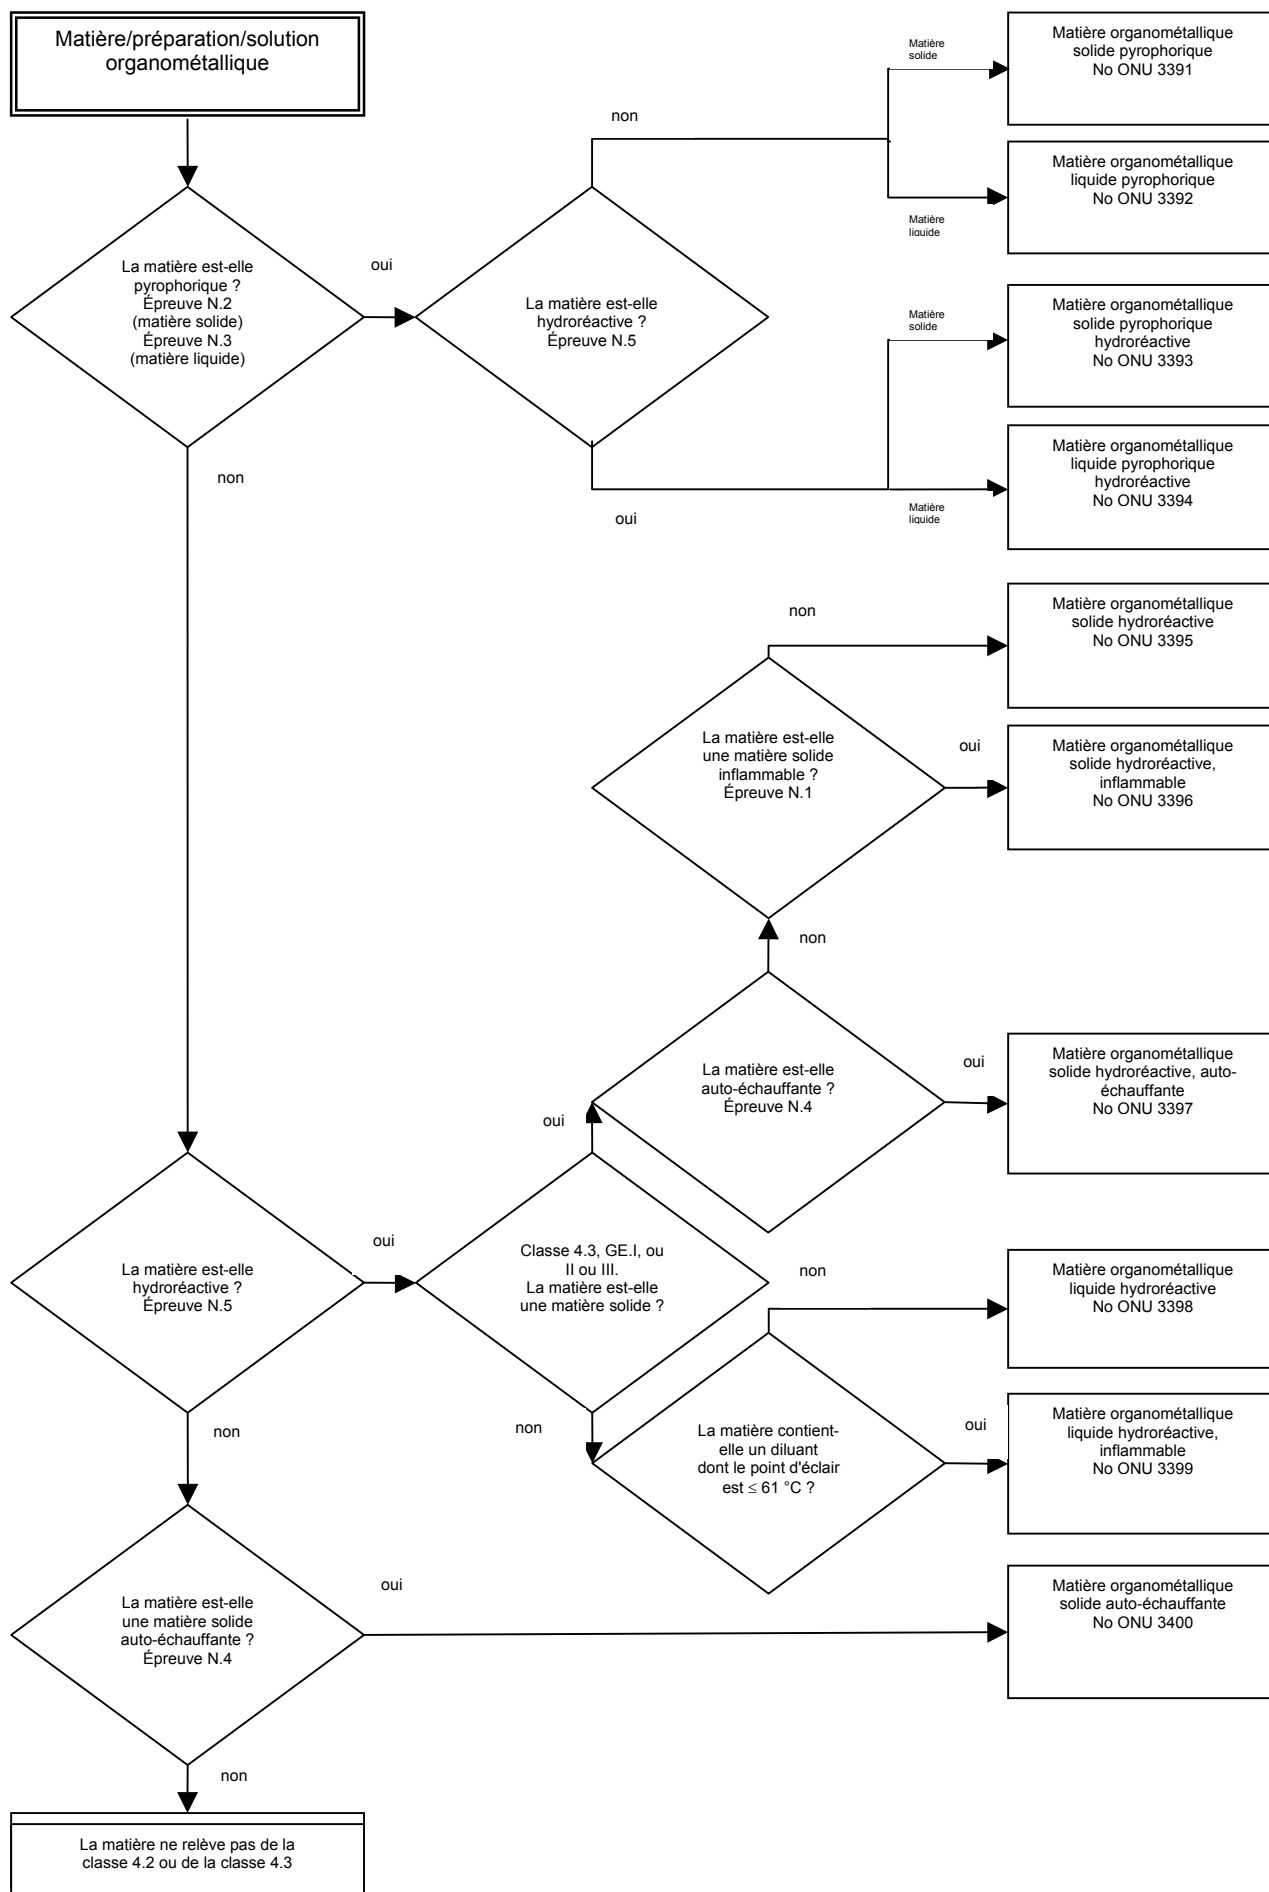 Matière/préparation/solution
organométallique
Matière
solide
Matière organométallique
solide pyrophorique
No ONU 3391
non
Matière organométallique
liquide pyrophorique
No ONU 3392
Matière
liquide
La matière est-elle
pyrophorique ?
Épreuve N.2
(matière solide)
Épreuve N.3
(matière liquide)
oui
La matière est-elle
hydroréactive ?
Épreuve N.5
Matière
solide
Matière organométallique
solide pyrophorique
hydroréactive
No ONU 3393
non
Matière organométallique
liquide pyrophorique
hydroréactive
No ONU 3394
oui
Matière
liquide
non
Matière organométallique
solide hydroréactive
No ONU 3395
La matière est-elle
une matière solide
inflammable ?
Épreuve N.1
oui
Matière organométallique
solide hydroréactive,
inflammable
No ONU 3396
non
La matière est-elle
auto-échauffante ?
Épreuve N.4
oui
Matière organométallique
solide hydroréactive, auto-
échauffante
No ONU 3397
oui
La matière est-elle
hydroréactive ?
Épreuve N.5
oui
Classe 4.3, GE.I, ou
II ou III.
La matière est-elle
une matière solide ?
non
Matière organométallique
liquide hydroréactive
No ONU 3398
non
non
La matière contient-
elle un diluant
dont le point d'éclair
est ≤ 61 °C ?
oui
Matière organométallique
liquide hydroréactive,
inflammable
No ONU 3399
La matière est-elle
une matière solide
auto-échauffante ?
Épreuve N.4
oui
Matière organométallique
solide auto-échauffante
No ONU 3400
non
La matière ne relève pas de la
classe 4.2 ou de la classe 4.3